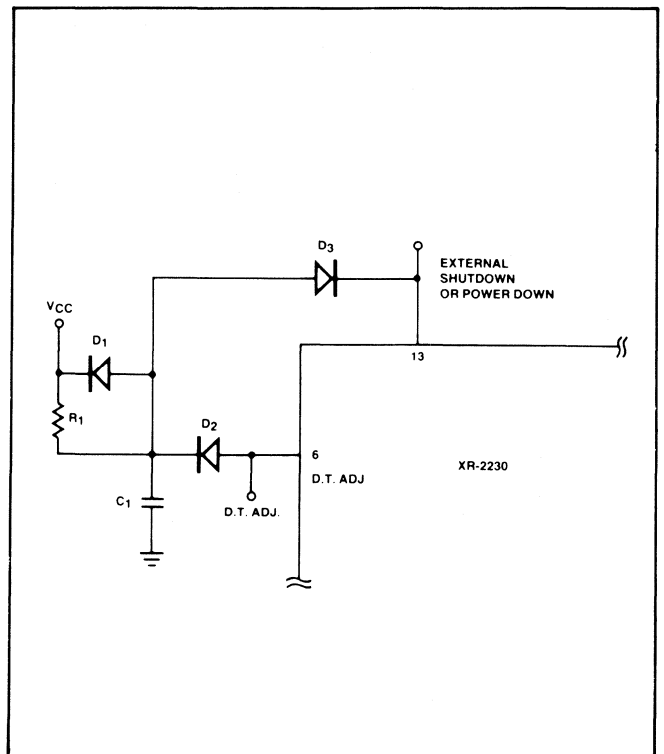 D3
EXTERNAL
SHUTDOWN
OR POWER DOWN
VCC
D1
13
R1
D2
6
D.T. ADJ
XR-2230
C1
D.T. ADJ.